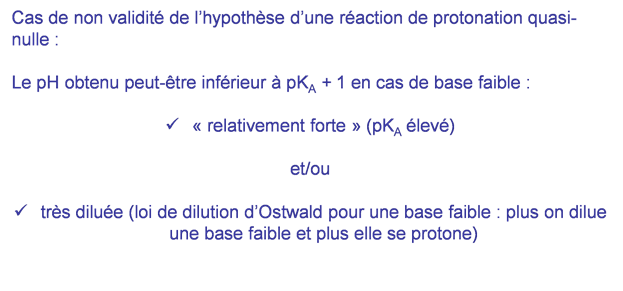 Cas de non validité de l'hypothèse d'une réaction de protonation quasi-
nulle :
Le pH obtenu peut-être inférieur à pKA + 1 en cas de base faible :
✓ « relativement forte » (pKA élevé)
et/ou
✓ très diluée (loi de dilution d'Ostwald pour une base faible : plus on dilue
une base faible et plus elle se protone)